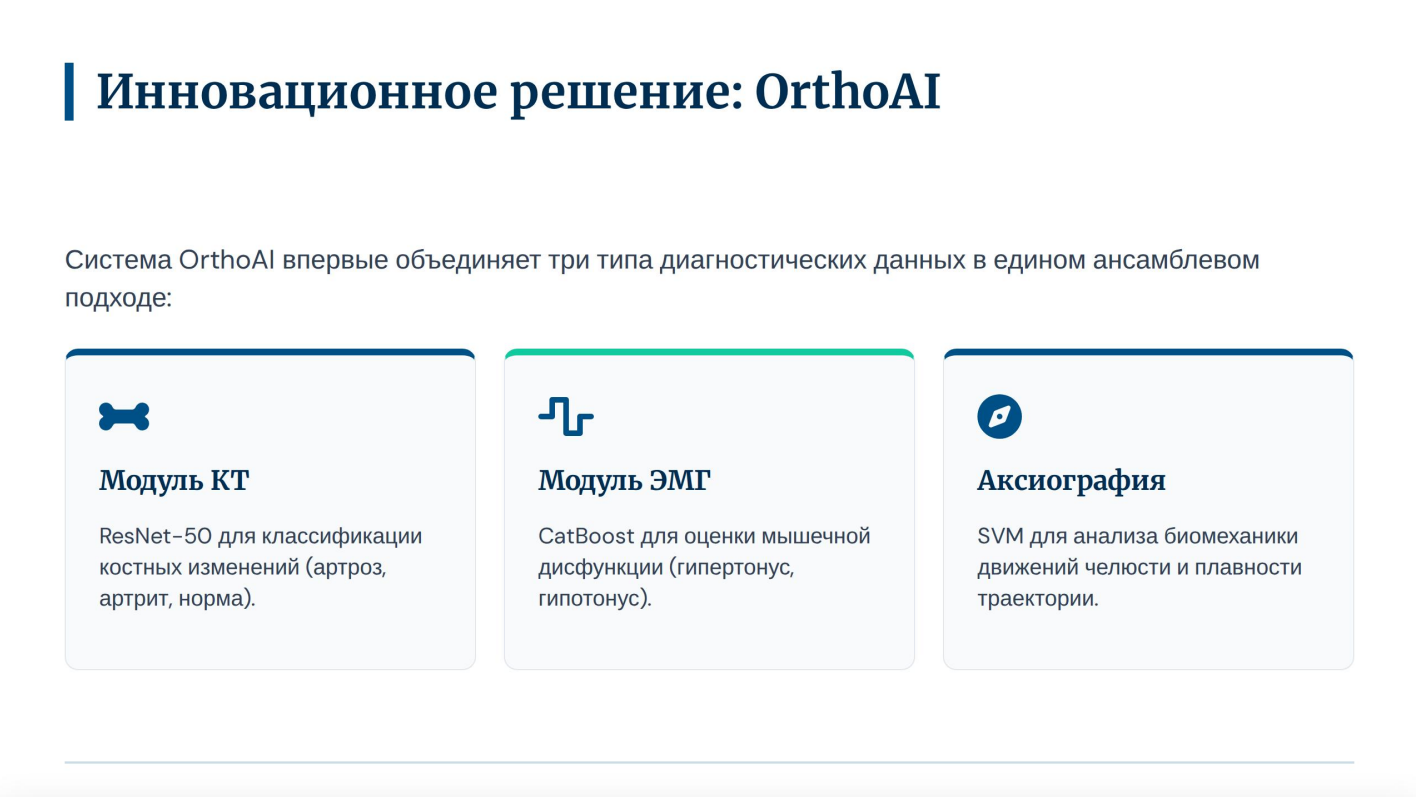 Инновационное решение: OrthoAI
Система OrthoAI впервые объединяет три типа диагностических данных в едином ансамблевом
подходе:
Модуль КТ
ResNet-50 для классификации
костных изменений (артроз,
артрит, норма).
Модуль ЭМГ
CatBoost для оценки мышечной
дисфункции (гипертонус,
гипотонус).
Аксиография
SVM для анализа биомеханики
движений челюсти и плавности
траектории.